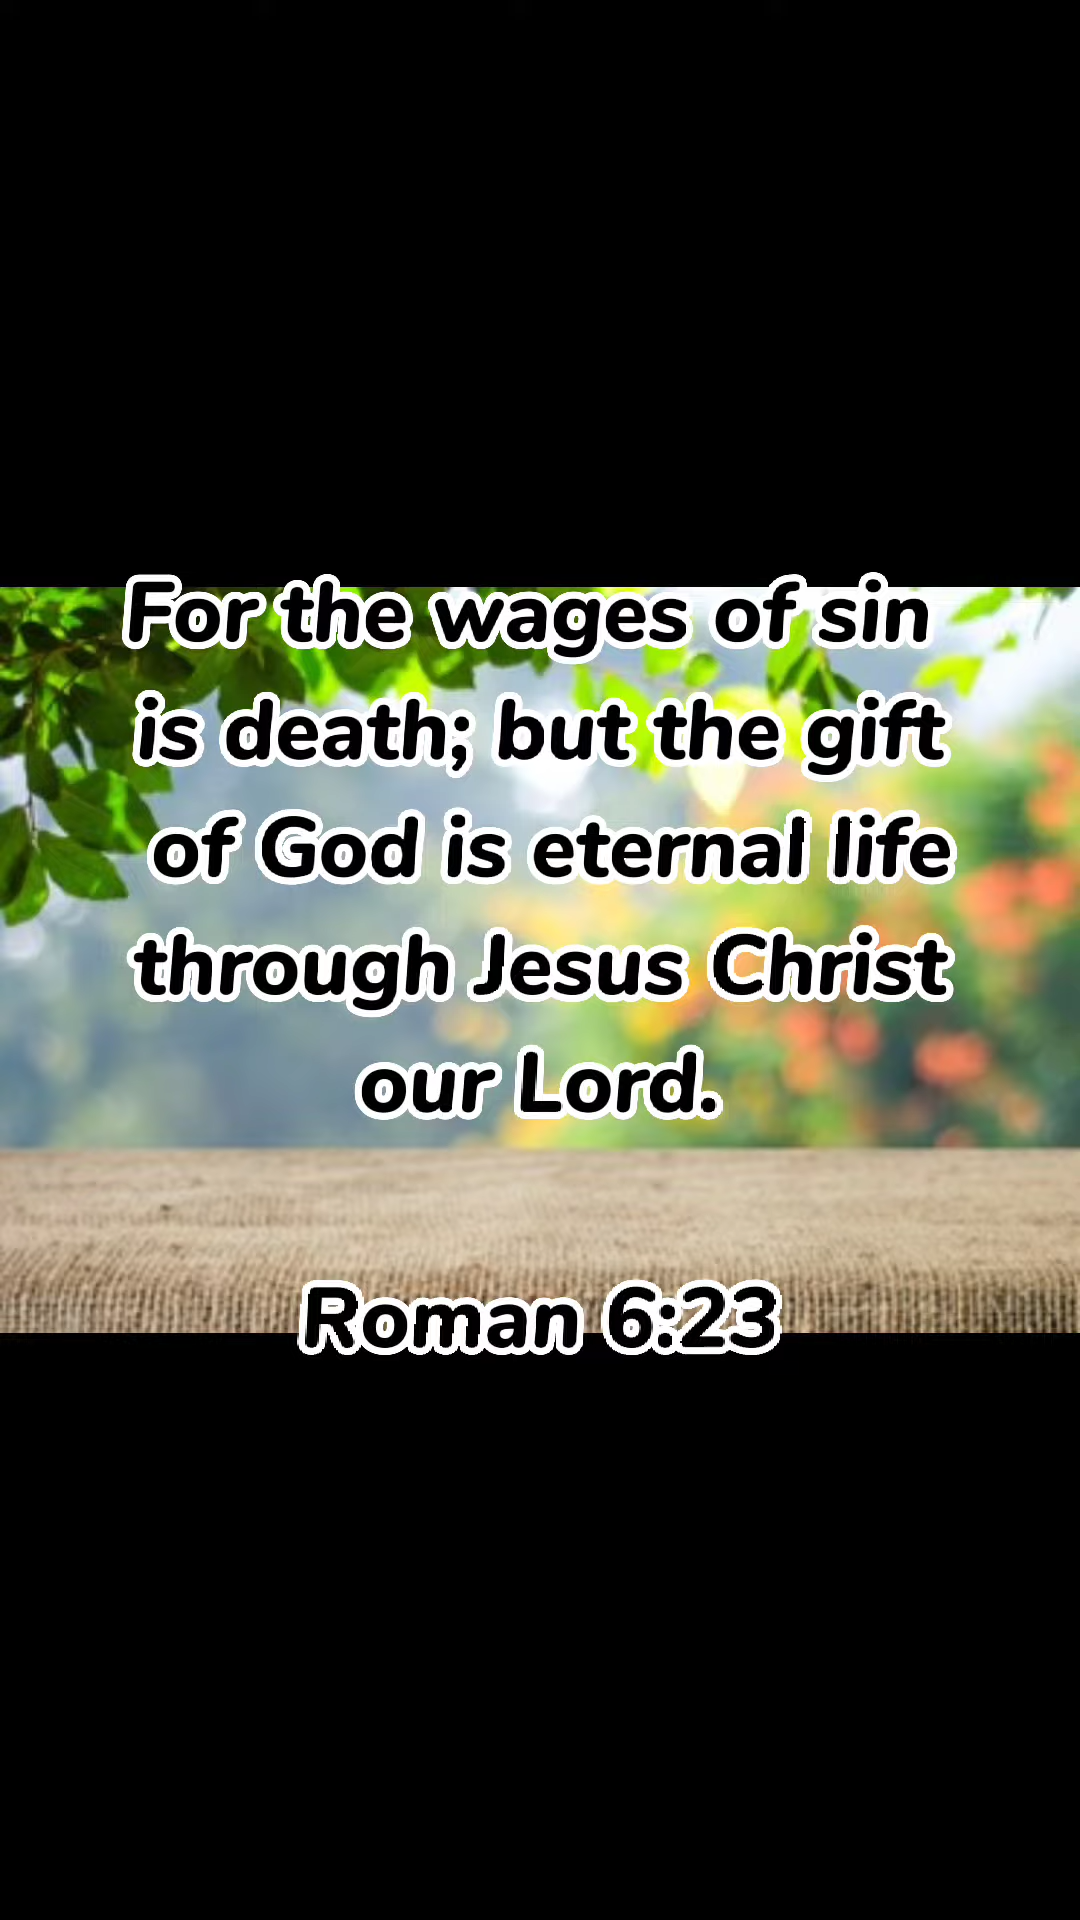 For the wages of sin
is death; but the gift
of God is eternal life
through Jesus Christ
our Lord.
Roman 6:23